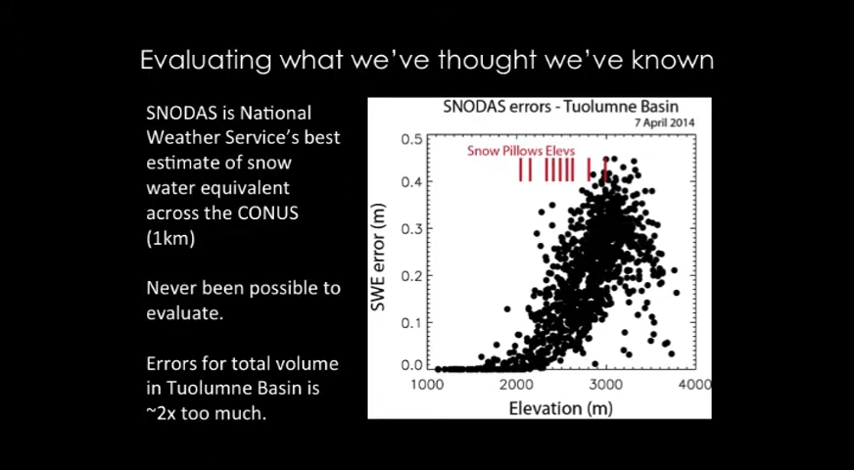 Evaluating what we've thought we've known
SNODAS is National
Weather Service's best
estimate of snow
water equivalent
across the CONUS
(1km)
Never been possible to
evaluate.
Errors for total volume
in Tuolumne Basin is
~2x too much.
SNODAS errors - Tuolumne Basin
7 April 2014
Snow Pillows Elevs
SWE error (m)
0.5
0.4
0.3
0.2
0.1
0.0
1000 2000 3000 4000
Elevation (m)